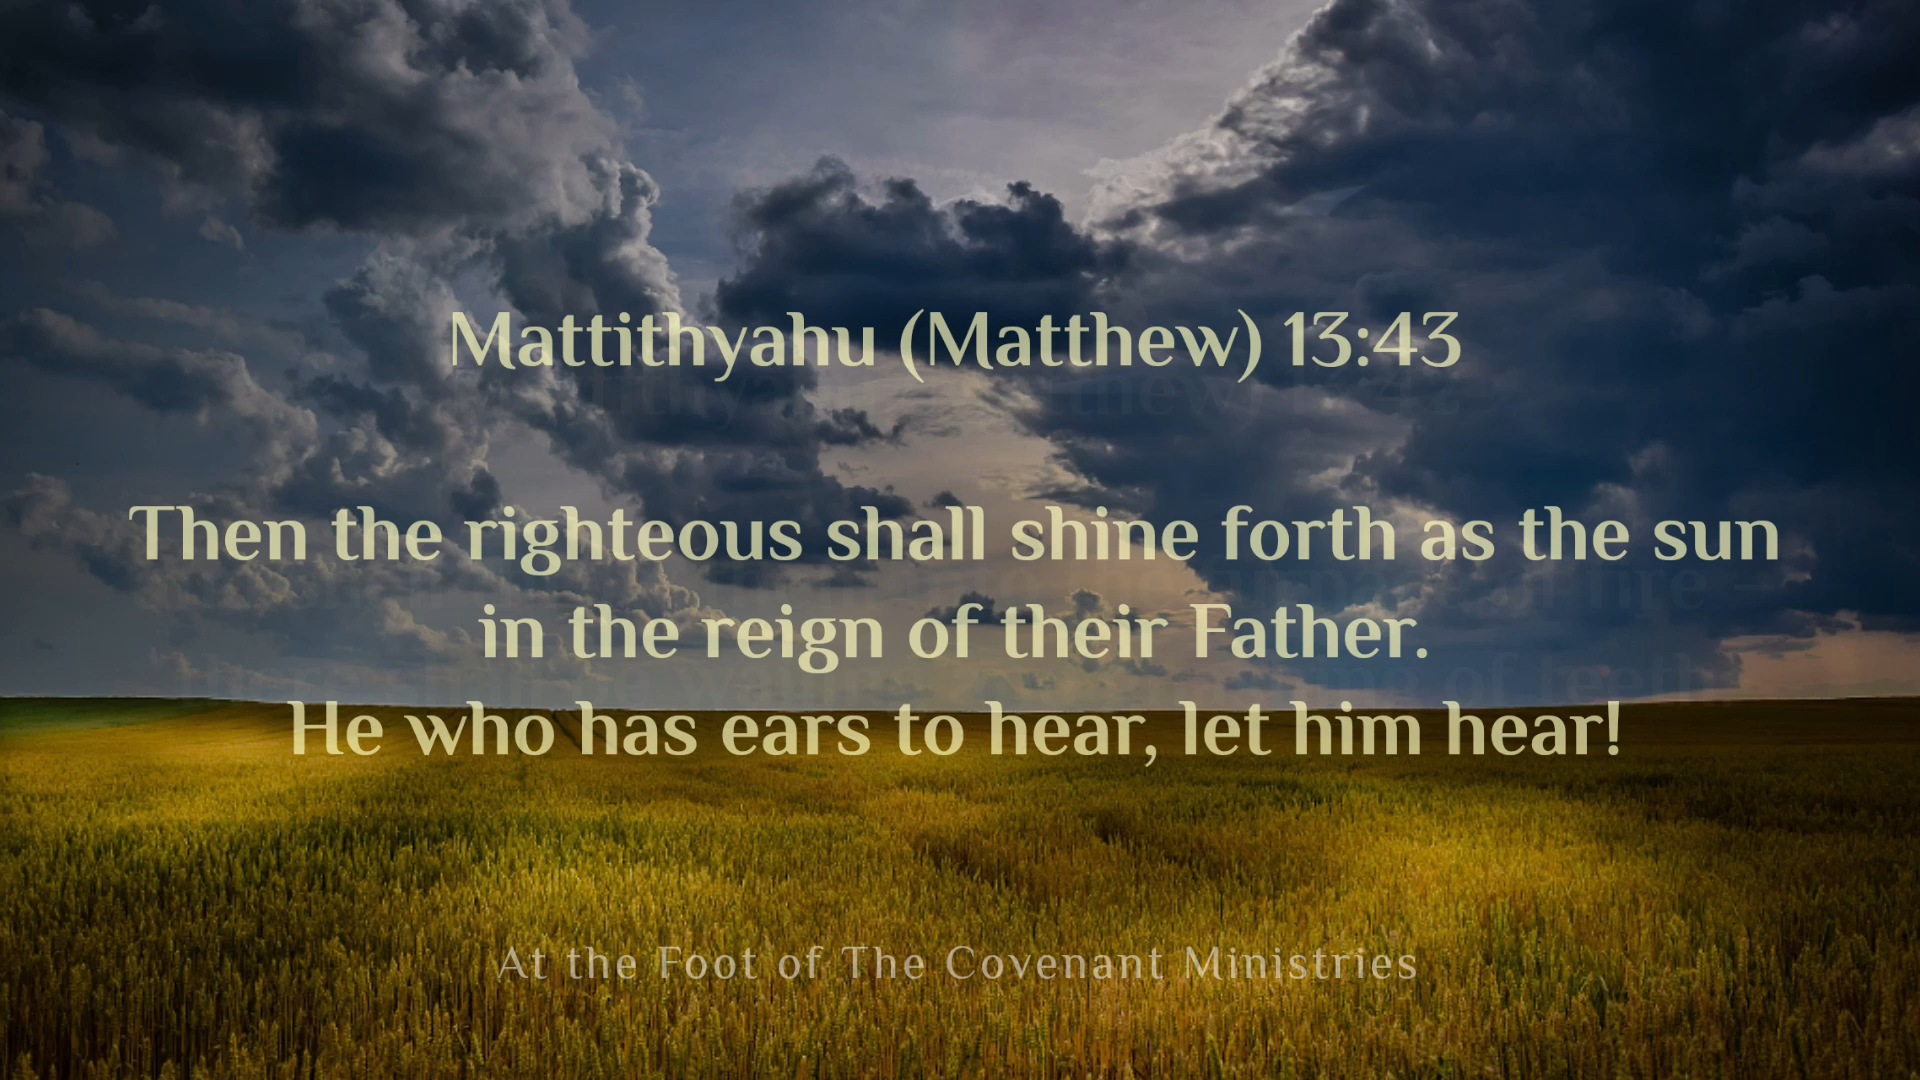 Mattithyahu (Matthew) 13:43
Then the righteous shall shine forth as the sun
in the reign of their Father.
He who has ears to hear, let him hear!
At the Foot of The Covenant Ministries